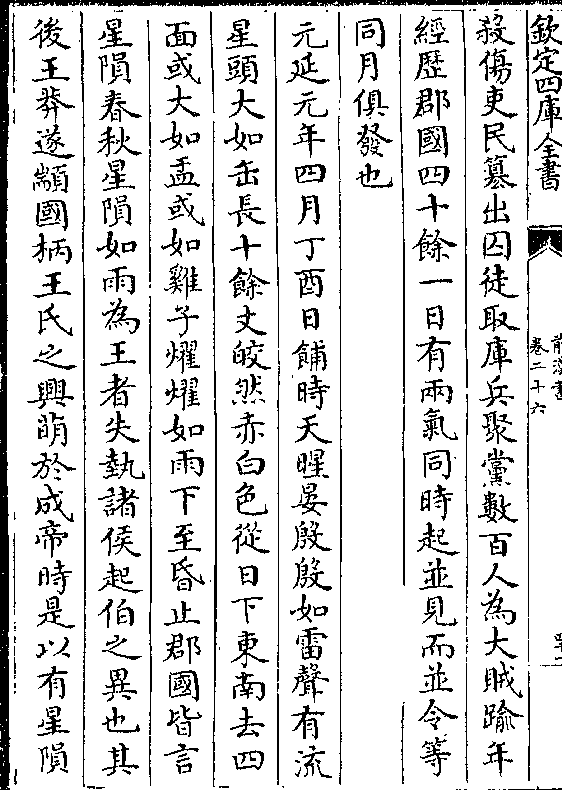 欽定四庫全書
前漢書
卷二十六
殺傷吏民簒出囚徒取庫兵聚黨數百人為大賊踰年
經歴郡國四十餘一日有兩氣同時起並見而並令等
同月俱發也
元延元年四月丁酉日餔時天暒晏殷殷如雷聲有流
星頭大如缶長十餘丈皎然赤白色從日下東南去四
面或大如盂或如雞子燿燿如雨下至昏止郡國皆言
星隕春秋星隕如雨為王者失埶諸侯起伯之異也其
後王莽遂顓國柄王氏之興萌於成帝時是以有星隕